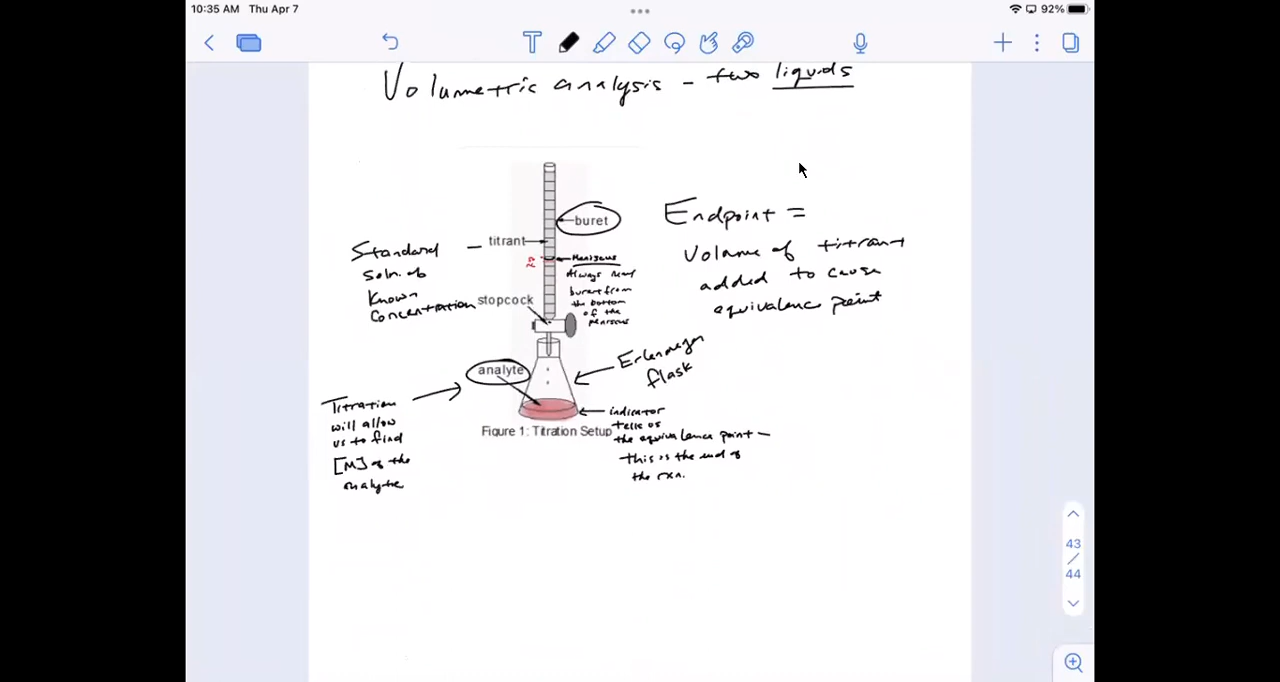 10:35 AM Thu Apr 7
92%
Volumetric analysis - two liquids
buret
titrant
Standard
soln. of
known
concentration
Meniscus
Always read
buret from
the bottom
of the
stopcock
Endpoint =
Volume of titrant
added to cause
equivalence point
analyte
Erlenmeyer
flask
Titration
will allow
us to find
[M] of the
analyte
Figure 1: Titration Setup
indicator
tells us
the equivalence point -
this is the end of
the rxn.
43
/
44